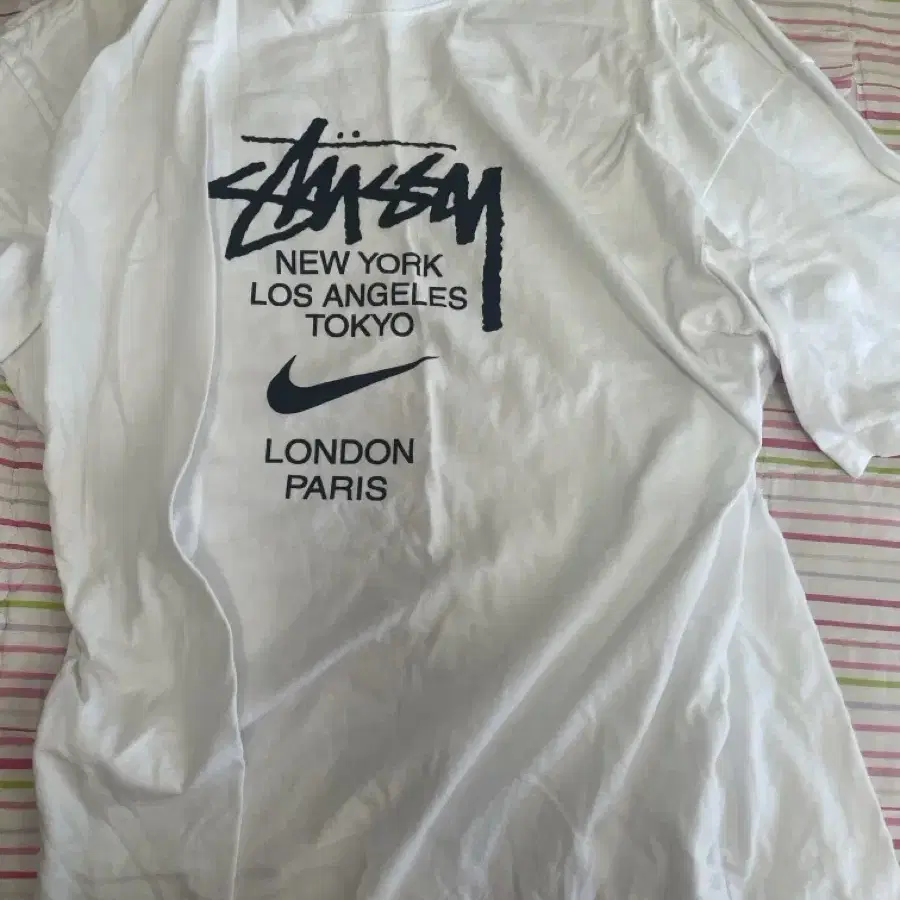 Stüssy
NEW YORK
LOS ANGELES
TOKYO
LONDON
PARIS